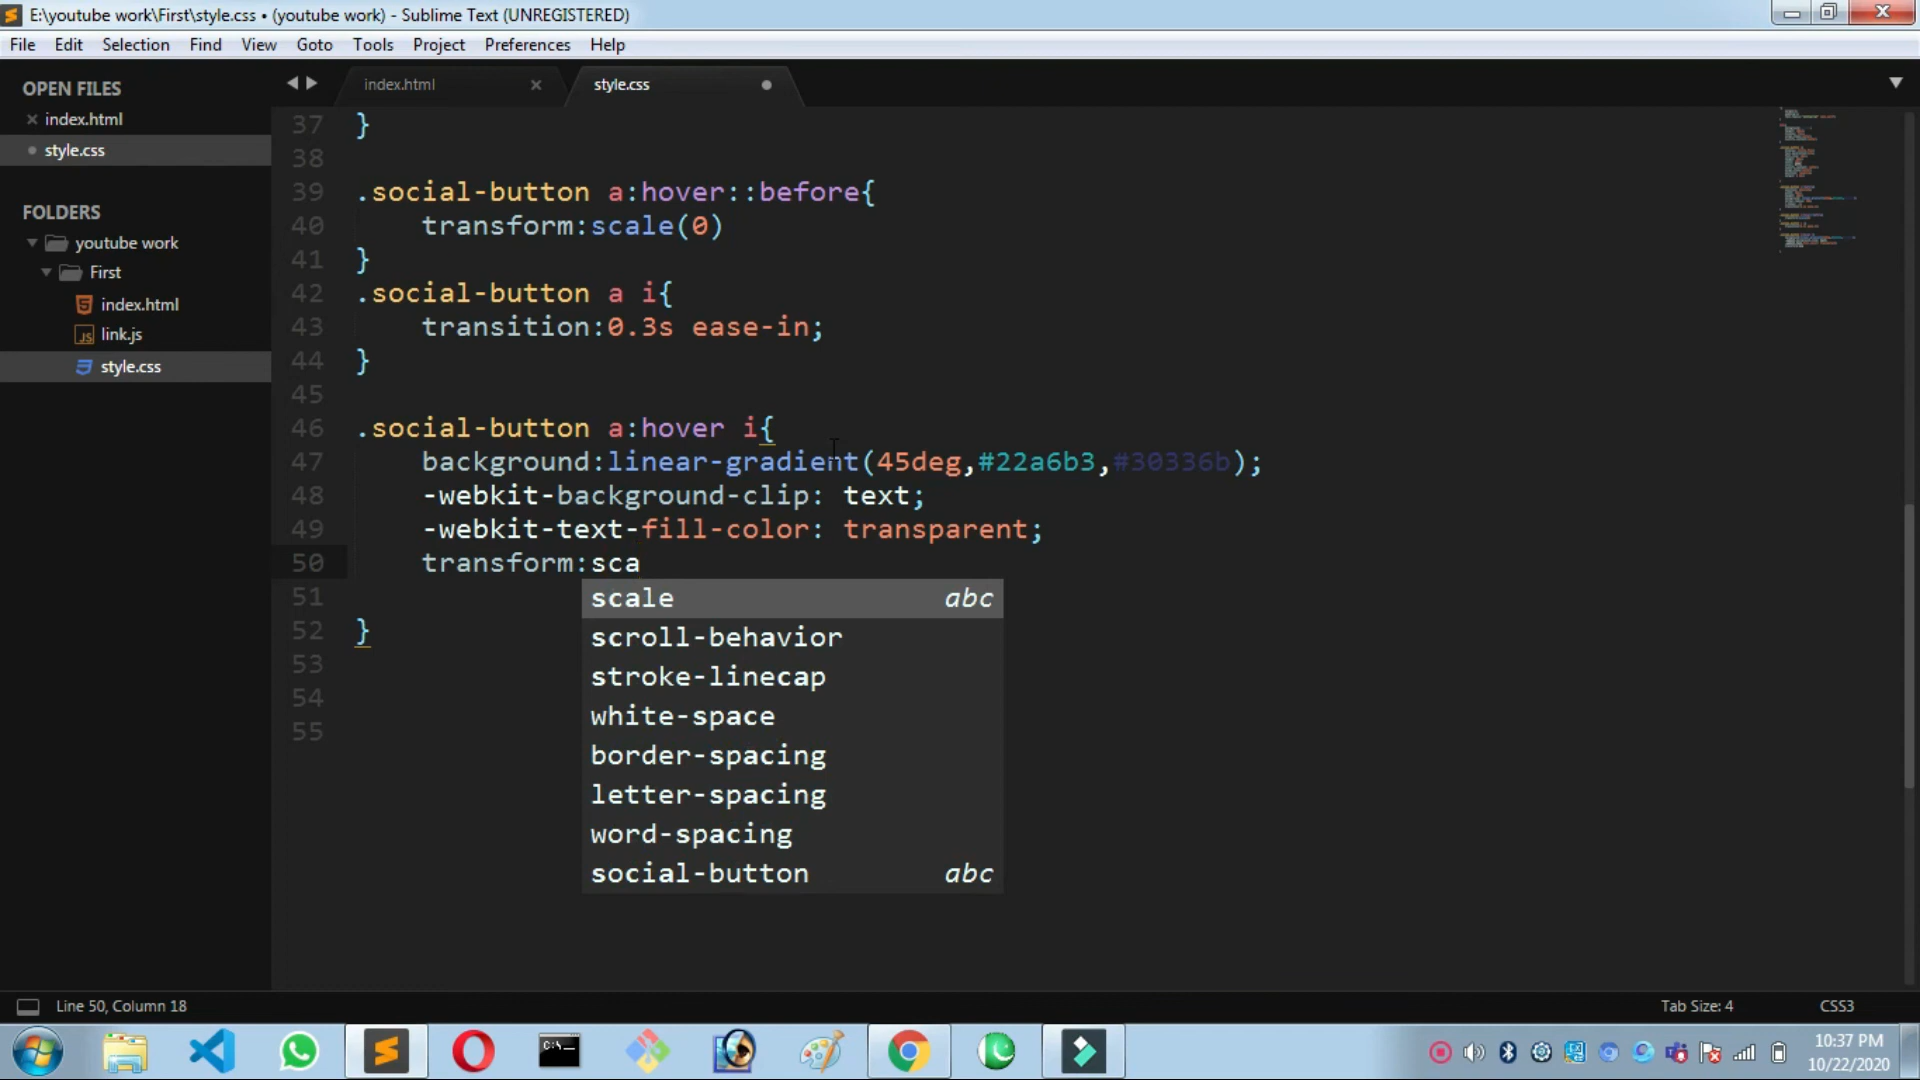 E:\youtube work\First\style.css • (youtube work) - Sublime Text (UNREGISTERED)
File Edit Selection Find View Goto Tools Project Preferences Help
OPEN FILES
index.html
style.css
FOLDERS
youtube work
First
index.html
link.js
style.css
index.html
style.css
37 }
38
39 .social-button a:hover::before{
40 transform:scale(0)
41 }
42 .social-button a i{
43 transition:0.3s ease-in;
44 }
45
46 .social-button a:hover i{
47 background:linear-gradient(45deg,#22a6b3,#30336b);
48 -webkit-background-clip: text;
49 -webkit-text-fill-color: transparent;
50 transform:sca
51
52 }
53
54
55
scale abc
scroll-behavior
stroke-linecap
white-space
border-spacing
letter-spacing
word-spacing
social-button abc
Line 50, Column 18
Tab Size: 4
CSS3
10:37 PM
10/22/2020